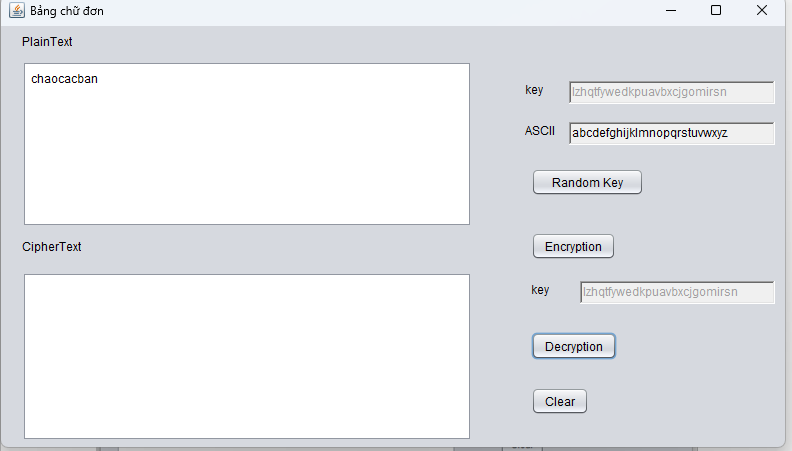 Bảng chữ đơn
PlainText
chaocacban
key
lzhqtfywedkpuavbxcjgomirsn
ASCII
abcdefghijklmnopqrstuvwxyz
Random Key
CipherText
Encryption
key
lzhqtfywedkpuavbxcjgomirsn
Decryption
Clear